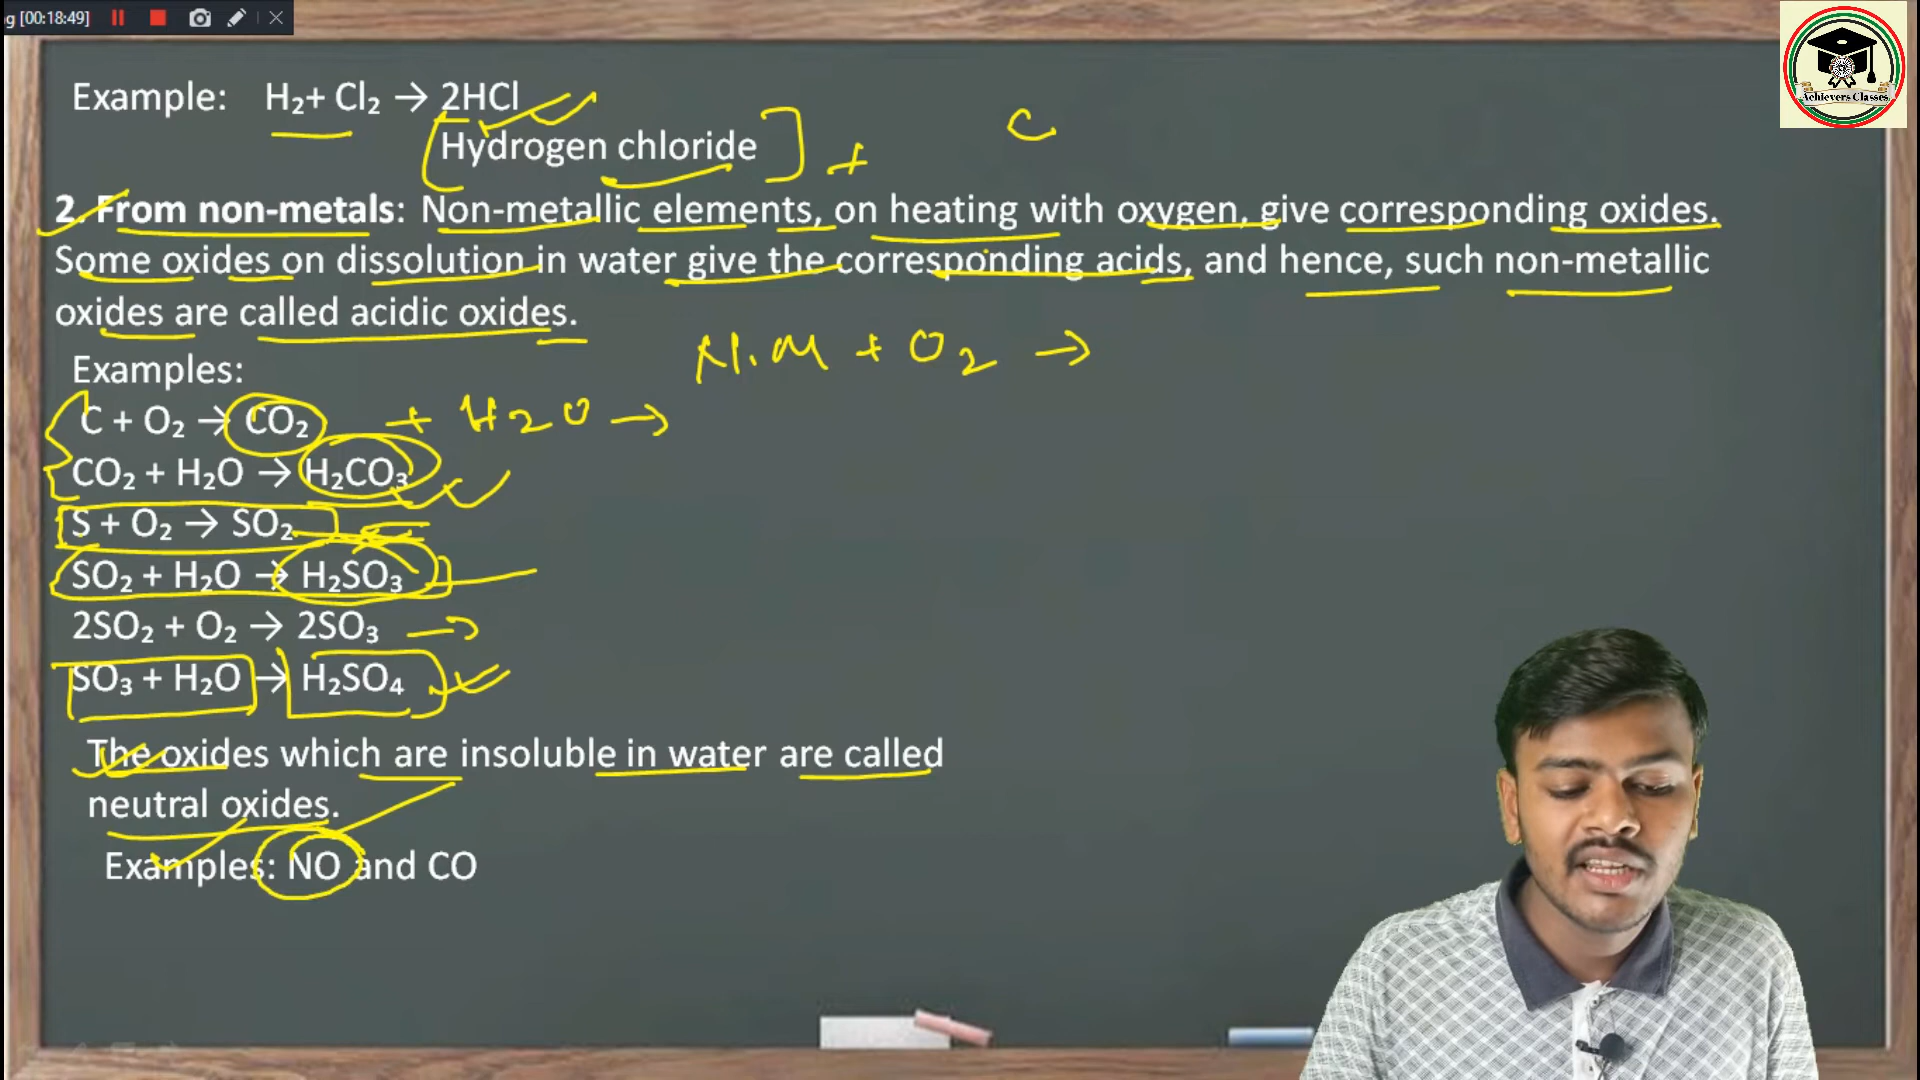 g [00:18:49]
Achievers Classes
Example: H₂+ Cl₂ → 2HCl
Hydrogen chloride
+
C
2. From non-metals: Non-metallic elements, on heating with oxygen, give corresponding oxides.
Some oxides on dissolution in water give the corresponding acids, and hence, such non-metallic
oxides are called acidic oxides.
N.M + O₂ →
Examples:
C + O₂ → CO₂ + H₂O →
CO₂ + H₂O → H₂CO₃
S + O₂ → SO₂
SO₂ + H₂O → H₂SO₃
2SO₂ + O₂ → 2SO₃
SO₃ + H₂O → H₂SO₄
The oxides which are insoluble in water are called
neutral oxides.
Examples: NO and CO